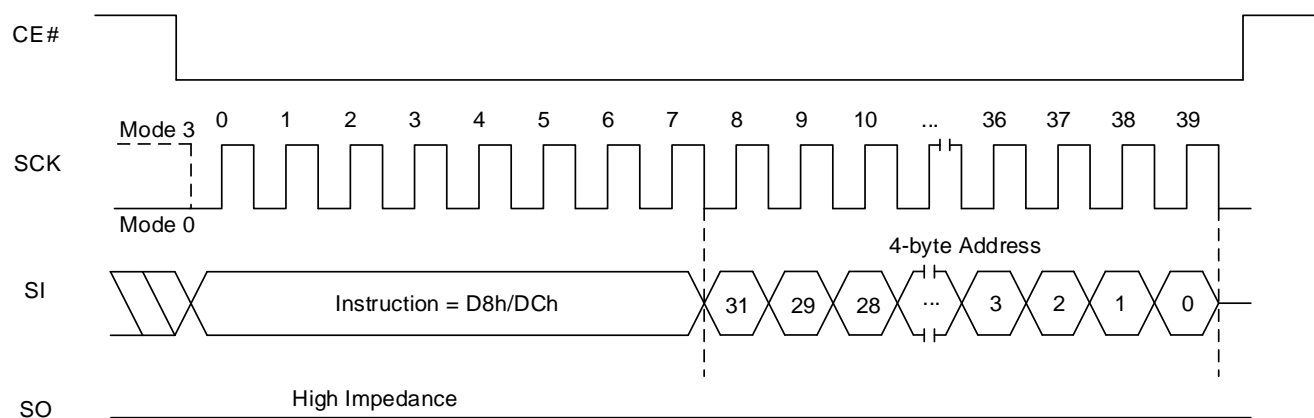 CE#
Mode 3
0 1 2 3 4 5 6 7 8 9 10 ... 36 37 38 39
SCK
Mode 0
4-byte Address
SI
Instruction = D8h/DCh
31 29 28 ... 3 2 1 0
High Impedance
SO